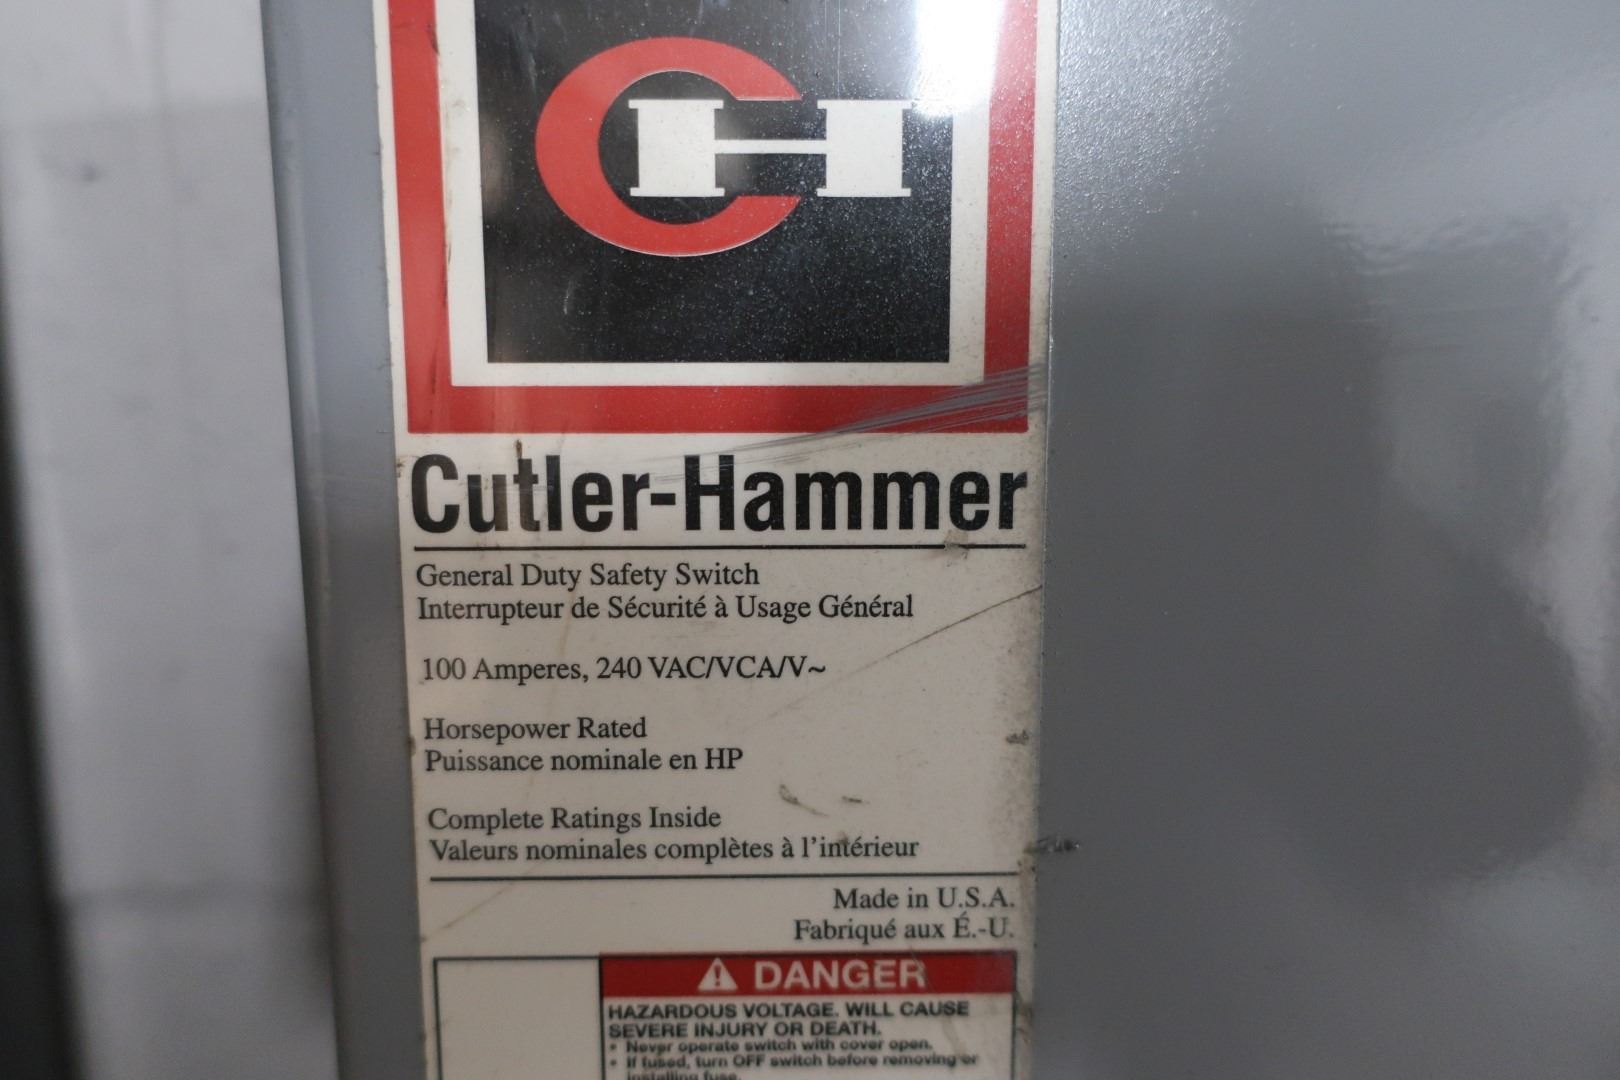 CH
Cutler-Hammer
General Duty Safety Switch
Interrupteur de Sécurité à Usage Général
100 Amperes, 240 VAC/VCA/V~
Horsepower Rated
Puissance nominale en HP
Complete Ratings Inside
Valeurs nominales complètes à l'intérieur
Made in U.S.A.
Fabriqué aux É.-U.
DANGER
HAZARDOUS VOLTAGE. WILL CAUSE
SEVERE INJURY OR DEATH.
• Never operate switch with cover open.
• If fused, turn OFF switch before removing or
installing fuse.